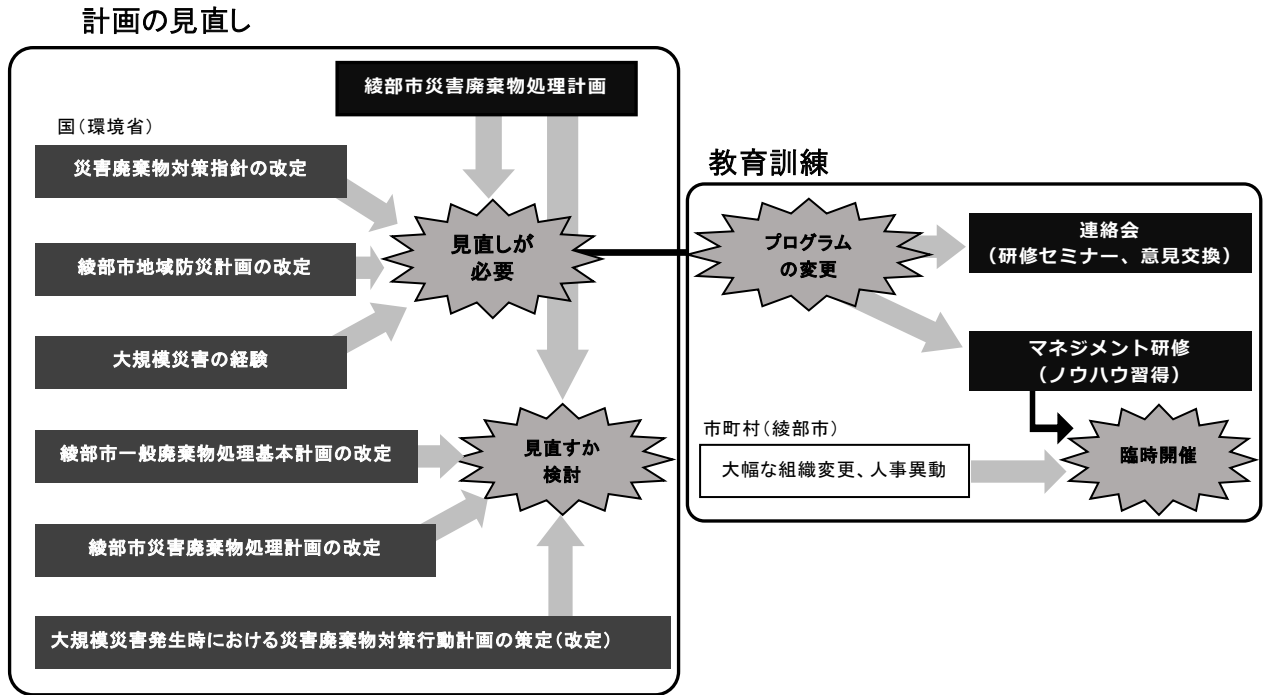 計画の見直し
綾部市災害廃棄物処理計画
国（環境省）
災害廃棄物対策指針の改定
綾部市地域防災計画の改定
大規模災害の経験
見直しが
必要
綾部市一般廃棄物処理基本計画の改定
綾部市災害廃棄物処理計画の改定
大規模災害発生時における災害廃棄物対策行動計画の策定（改定）
見直すか
検討
教育訓練
プログラム
の変更
連絡会
（研修セミナー、意見交換）
マネジメント研修
（ノウハウ習得）
市町村（綾部市）
大幅な組織変更、人事異動
臨時開催